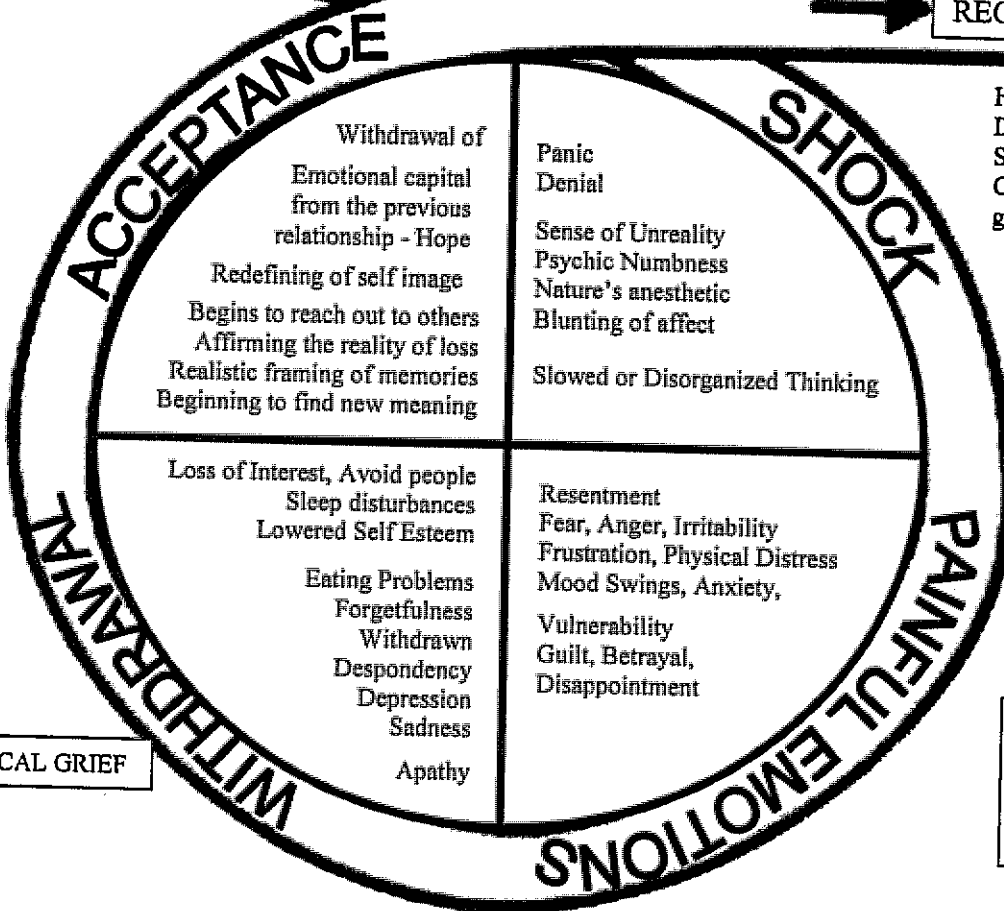 ACCEPTANCE
Withdrawal of
Emotional capital
from the previous
relationship - Hope
Redefining of self image
Begins to reach out to others
Affirming the reality of loss
Realistic framing of memories
Beginning to find new meaning
SHOCK
Panic
Denial
Sense of Unreality
Psychic Numbness
Nature's anesthetic
Blunting of affect
Slowed or Disorganized Thinking
WITHDRAWAL
Loss of Interest, Avoid people
Sleep disturbances
Lowered Self Esteem
Eating Problems
Forgetfulness
Withdrawn
Despondency
Depression
Sadness
Apathy
PAINFUL EMOTIONS
Resentment
Fear, Anger, Irritability
Frustration, Physical Distress
Mood Swings, Anxiety,
Vulnerability
Guilt, Betrayal,
Disappointment
CAL GRIEF